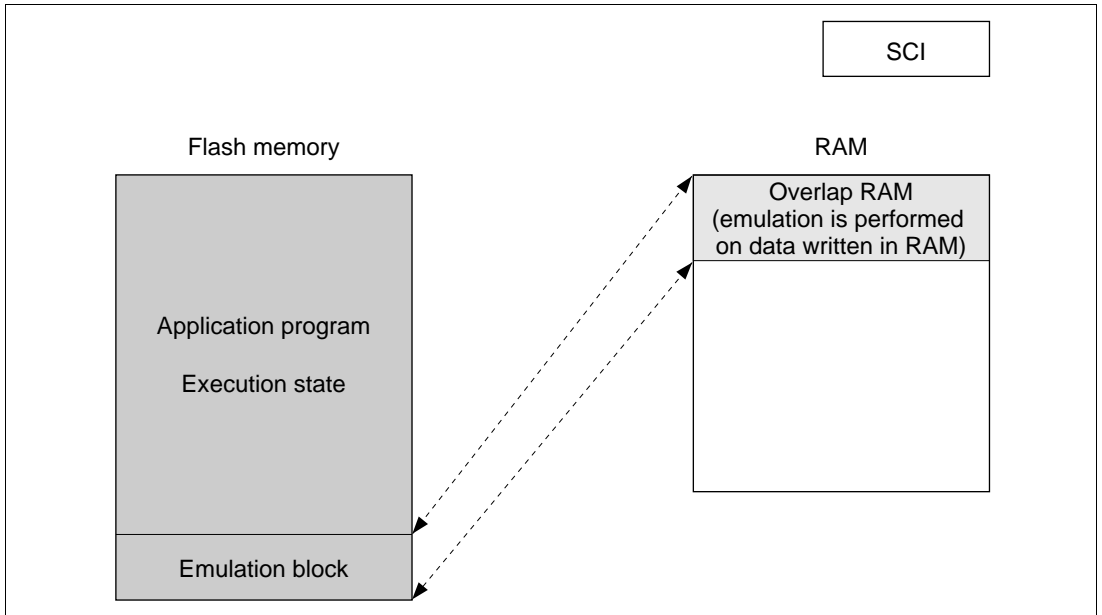 SCI
Flash memory
RAM
Overlap RAM
(emulation is performed
on data written in RAM)
Application program
Execution state
Emulation block